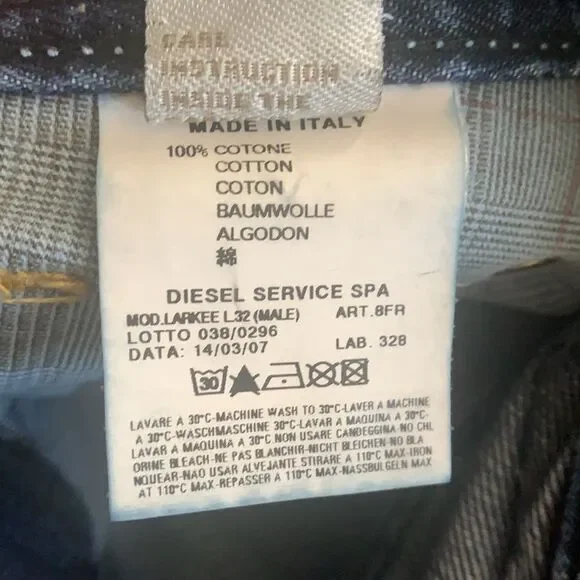 CARE
INSTRUCTION
INSIDE THE
MADE IN ITALY
100% COTONE
COTTON
COTON
BAUMWOLLE
ALGODON
綿
DIESEL SERVICE SPA
MOD.LARKEE L.32 (MALE) ART.8FR
LOTTO 038/0296
DATA: 14/03/07 LAB. 328
30
LAVARE A 30°C-MACHINE WASH TO 30°C-LAVER A MACHINE
A 30°C-WASCHMASCHINE 30°C-LAVAR A MAQUINA A 30°C-
LAVAR A MAQUINA A 30°C NON USARE CANDEGGINA-NO CHL
ORINE BLEACH-NE PAS BLANCHIR-NICHT BLEICHEN-NO BLA
NQUEAR-NAO USAR ALVEJANTE STIRARE A 110°C MAX-IRON
AT 110°C MAX-REPASSER A 110°C MAX-NASSBULGELN MAX